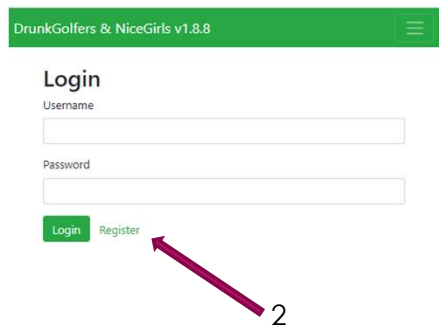 DrunkGolfers & NiceGirls v1.8.8
Login
Username
Password
Login Register
2